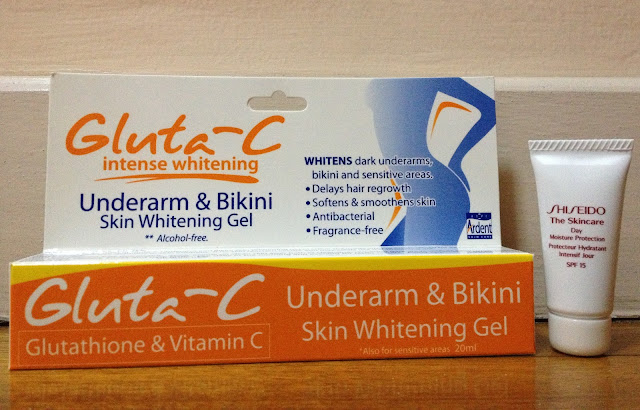 Gluta-C
intense whitening
Underarm & Bikini
Skin Whitening Gel
** Alcohol-free.
WHITENS dark underarms,
bikini and sensitive areas.
• Delays hair regrowth
• Softens & smoothens skin
• Antibacterial
• Fragrance-free
Ardent
Gluta-C
Glutathione & Vitamin C
Underarm & Bikini
Skin Whitening Gel
*Also for sensitive areas 20ml
SHISEIDO
The Skincare
Day
Moisture Protection
Protecteur Hydratant
Intensif Jour
SPF 15